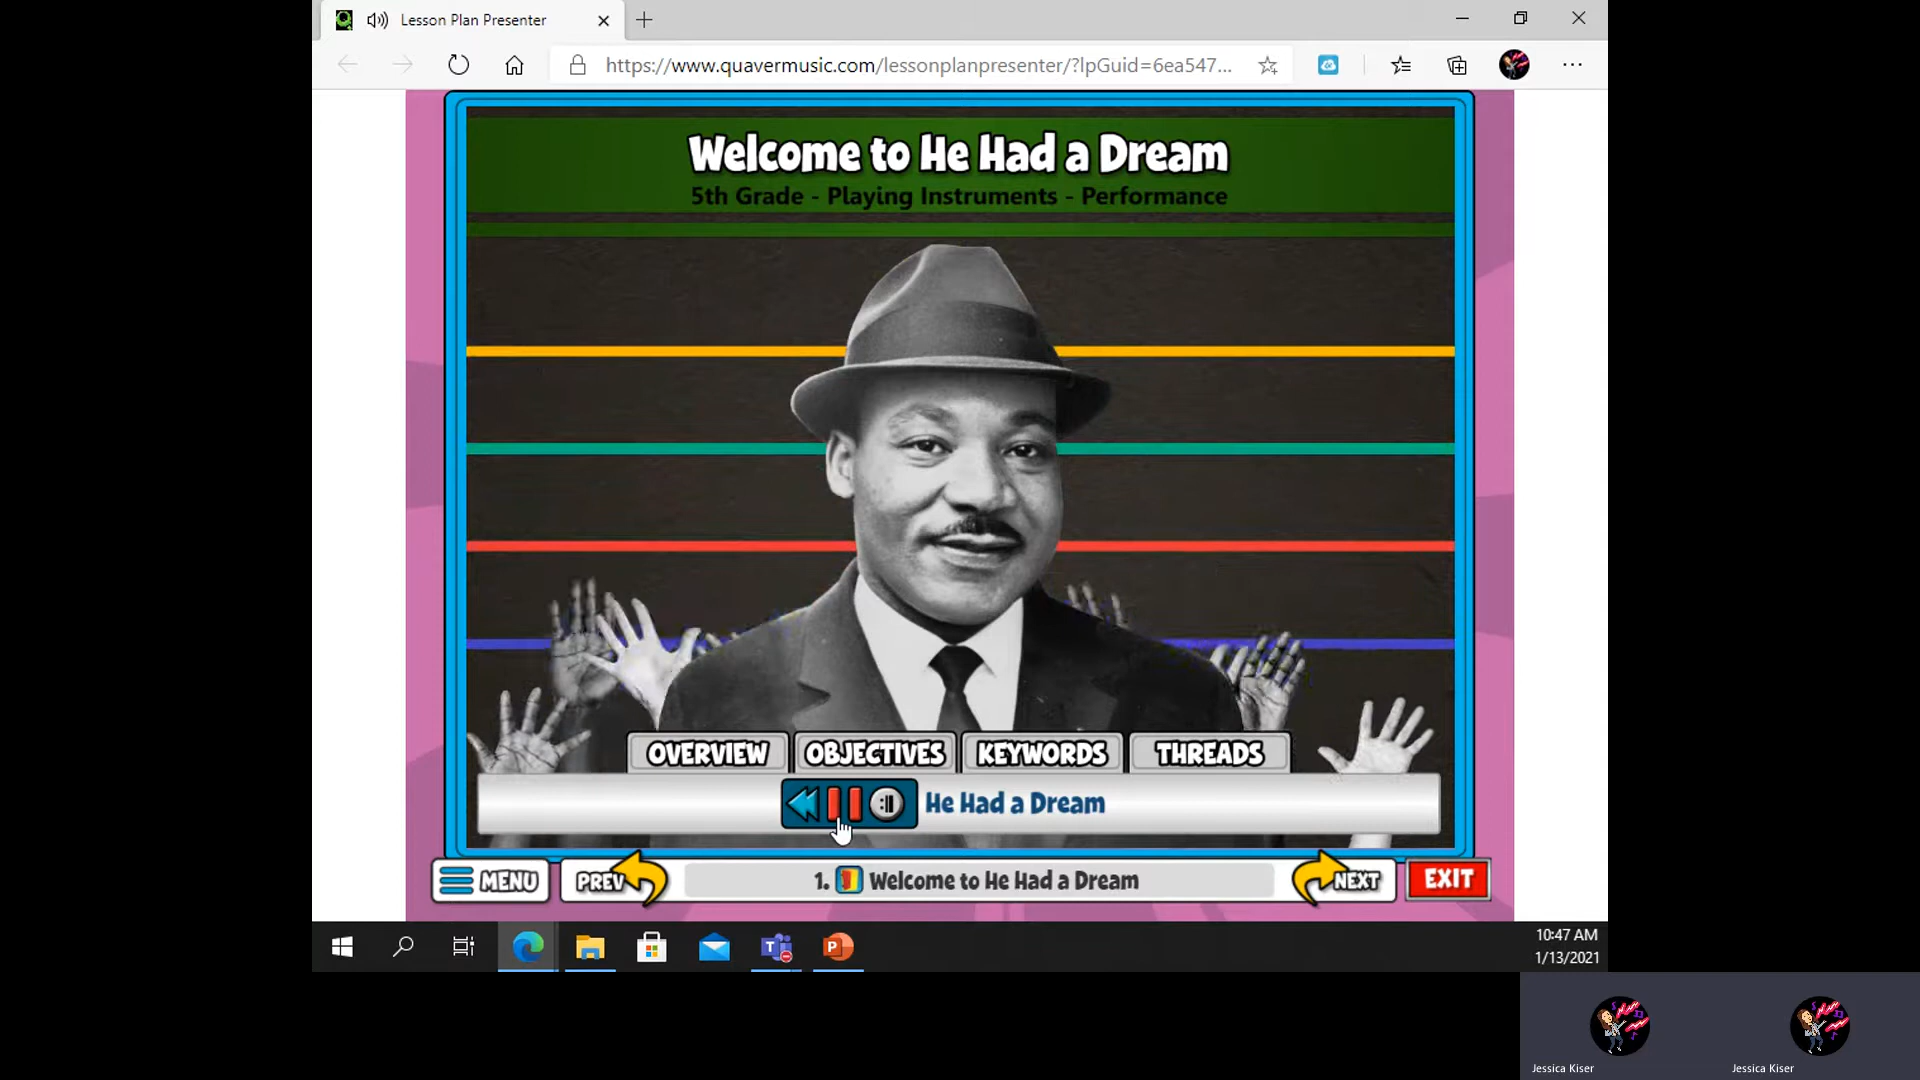 Lesson Plan Presenter
https://www.quavermusic.com/lessonplanpresenter/?lpGuid=6ea547...
Welcome to He Had a Dream
5th Grade - Playing Instruments - Performance
OVERVIEW OBJECTIVES KEYWORDS THREADS
He Had a Dream
MENU PREV 1. Welcome to He Had a Dream NEXT EXIT
10:47 AM
1/13/2021
Jessica Kiser Jessica Kiser